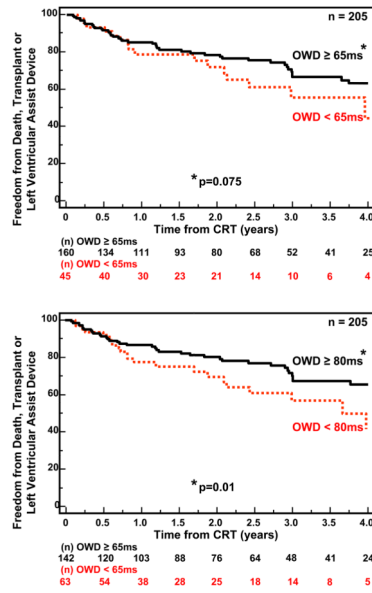 Freedom from Death, Transplant or
Left Ventricular Assist Device
100
80
60
40
20
0
n = 205
OWD ≥ 65ms*
OWD < 65ms
*p=0.075
0 0.5 1.0 1.5 2.0 2.5 3.0 3.5 4.0
Time from CRT (years)
(n) OWD ≥ 65ms
160 134 111 93 80 68 52 41 25
(n) OWD < 65ms
45 40 30 23 21 14 10 6 4
Freedom from Death, Transplant or
Left Ventricular Assist Device
100
80
60
40
20
0
n = 205
OWD ≥ 80ms*
OWD < 80ms
*p=0.01
0 0.5 1.0 1.5 2.0 2.5 3.0 3.5 4.0
Time from CRT (years)
(n) OWD ≥ 65ms
142 120 103 88 76 64 48 41 24
(n) OWD < 65ms
63 54 38 28 25 18 14 8 5